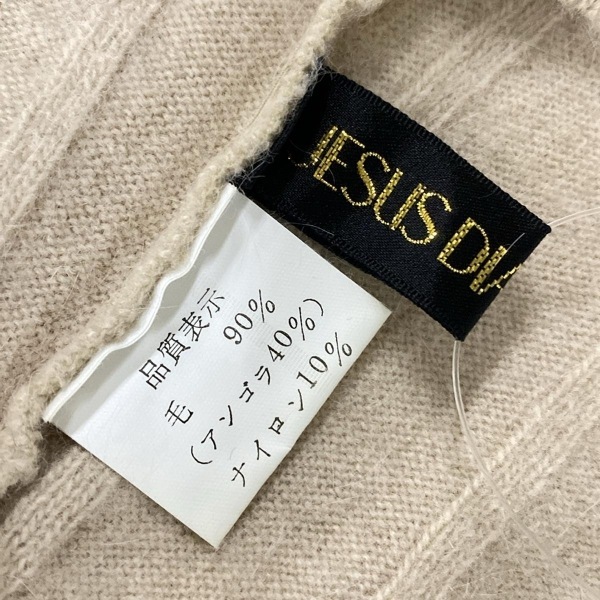 JESUS DIA
品質表示
毛 90%
(アンゴラ40%)
ナイロン10%